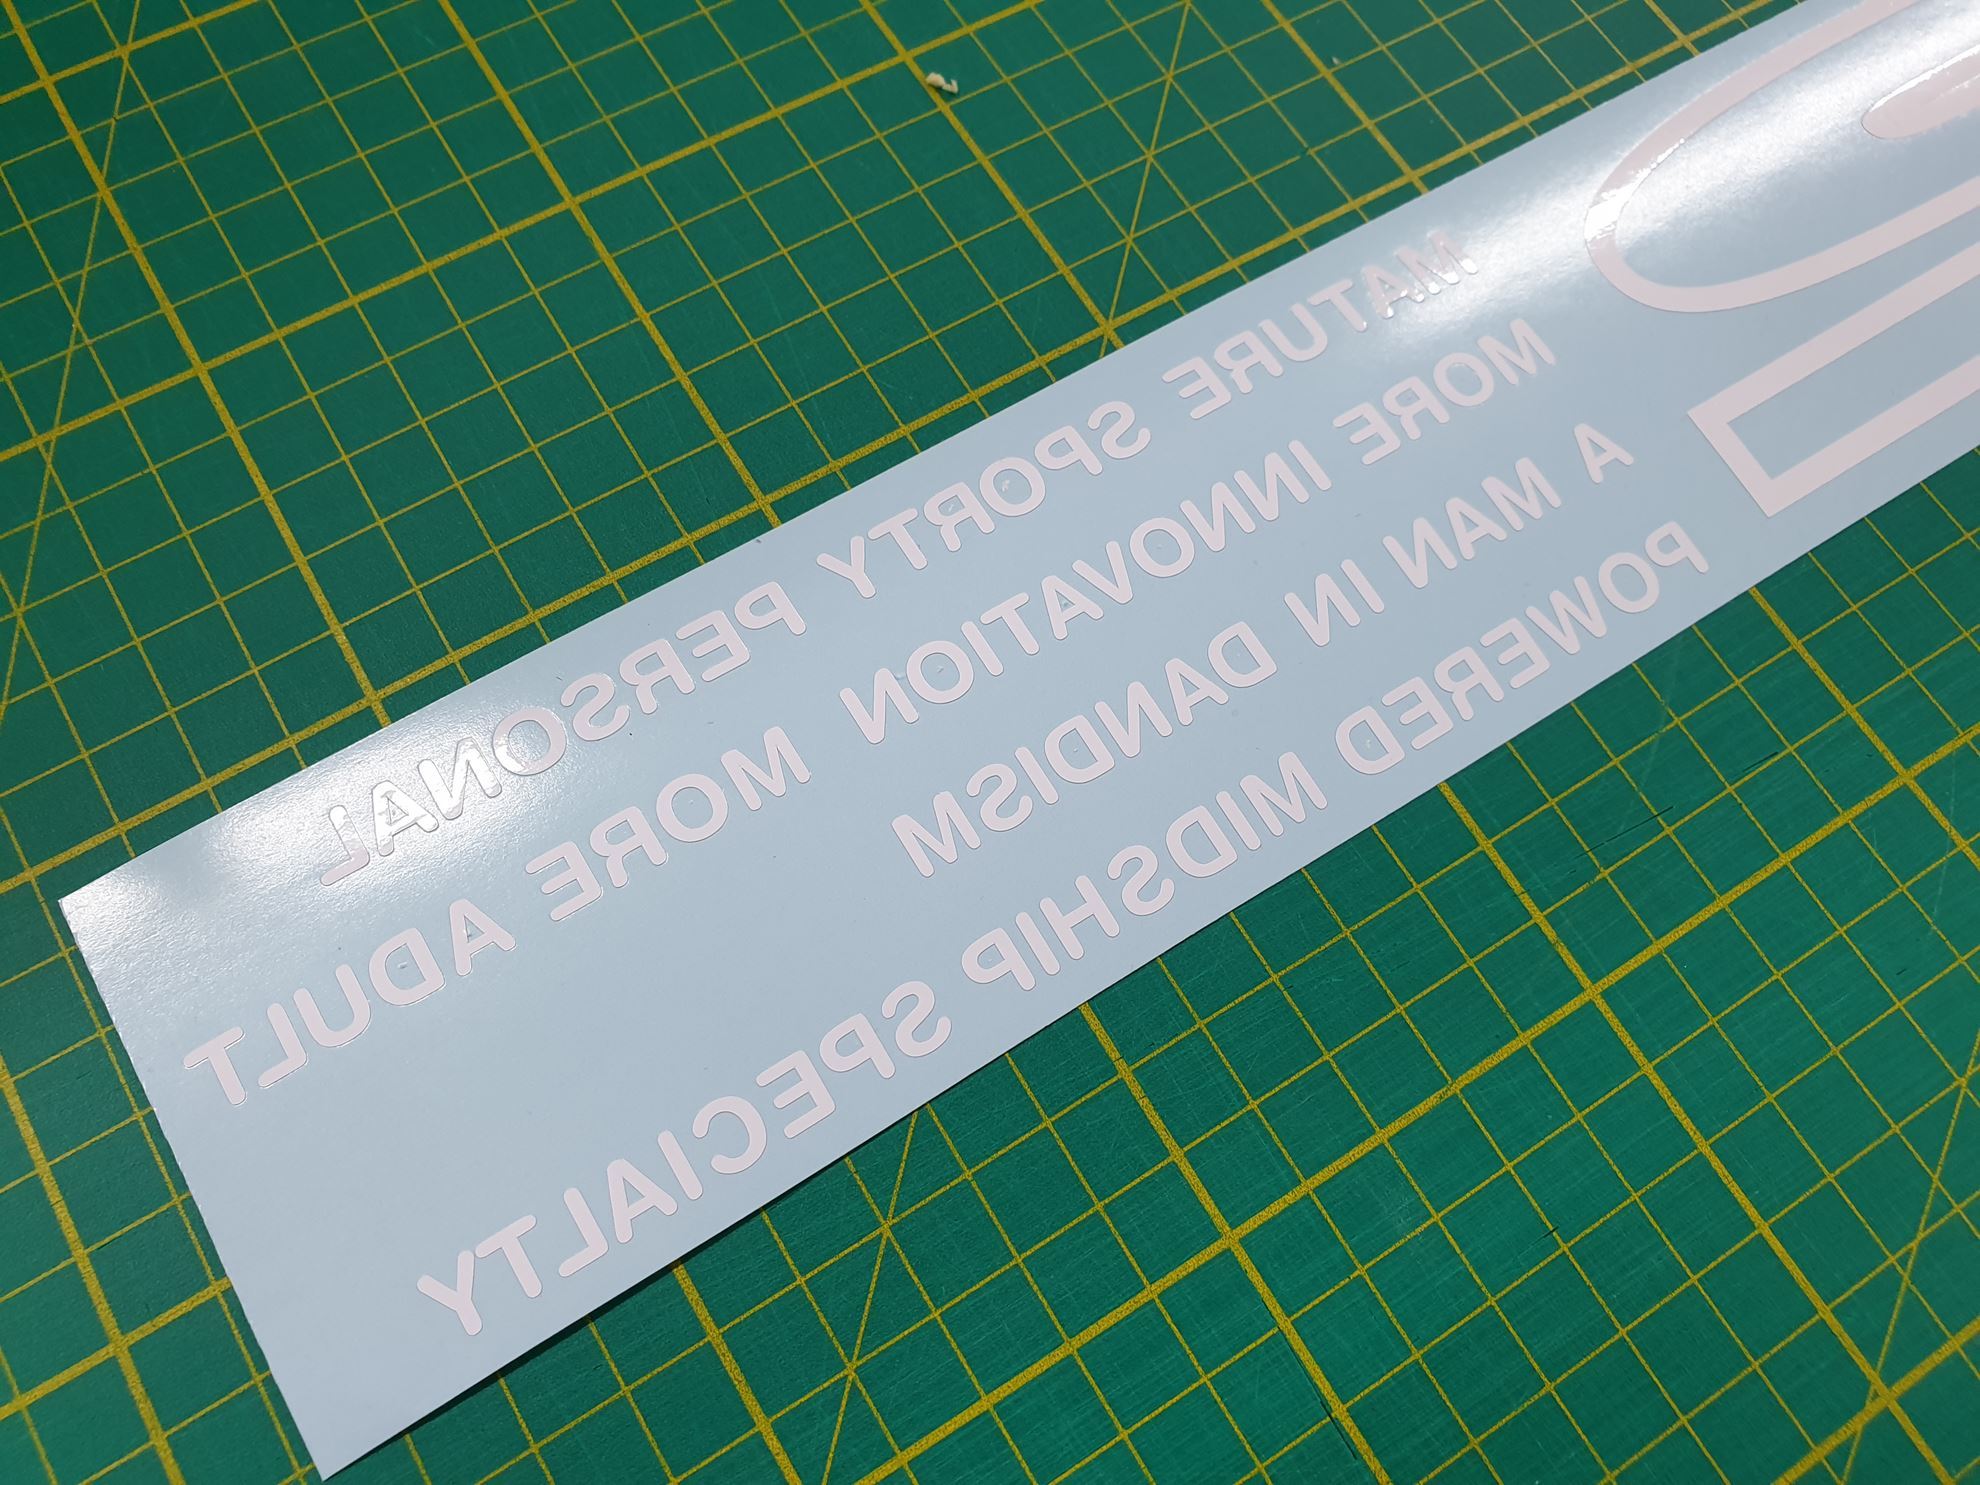 MATURE SPORTY PERSONAL
MORE INNOVATION MORE ADULT
A MAN IN DANDISM
POWERED MIDSHIP SPECIALTY